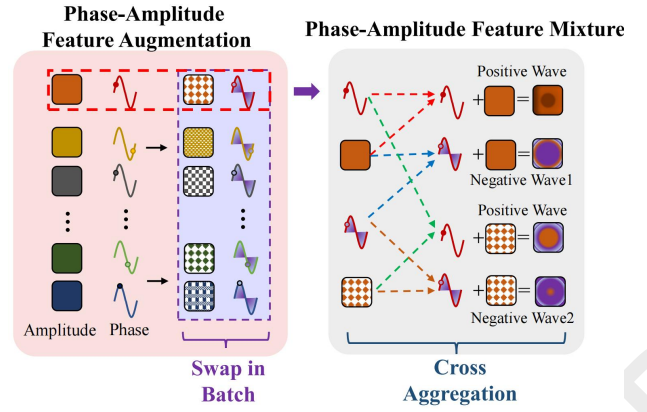 Phase-Amplitude
Feature Augmentation
Phase-Amplitude Feature Mixture
Amplitude Phase
Swap in
Batch
Positive Wave
+ =
+ =
Negative Wave1
Positive Wave
+ =
+ =
Negative Wave2
Cross
Aggregation